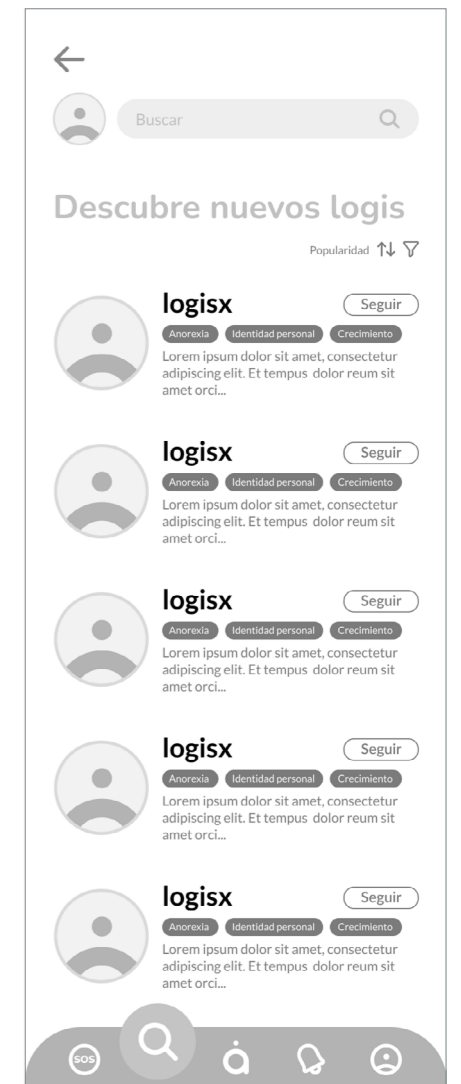 Buscar
Descubre nuevos logis
Popularidad
logisx
Seguir
Anorexia Identidad personal Crecimiento
Lorem ipsum dolor sit amet, consectetur
adipiscing elit. Et tempus dolor reum sit
amet orci...
logisx
Seguir
Anorexia Identidad personal Crecimiento
Lorem ipsum dolor sit amet, consectetur
adipiscing elit. Et tempus dolor reum sit
amet orci...
logisx
Seguir
Anorexia Identidad personal Crecimiento
Lorem ipsum dolor sit amet, consectetur
adipiscing elit. Et tempus dolor reum sit
amet orci...
logisx
Seguir
Anorexia Identidad personal Crecimiento
Lorem ipsum dolor sit amet, consectetur
adipiscing elit. Et tempus dolor reum sit
amet orci...
logisx
Seguir
Anorexia Identidad personal Crecimiento
Lorem ipsum dolor sit amet, consectetur
adipiscing elit. Et tempus dolor reum sit
amet orci...
SOS